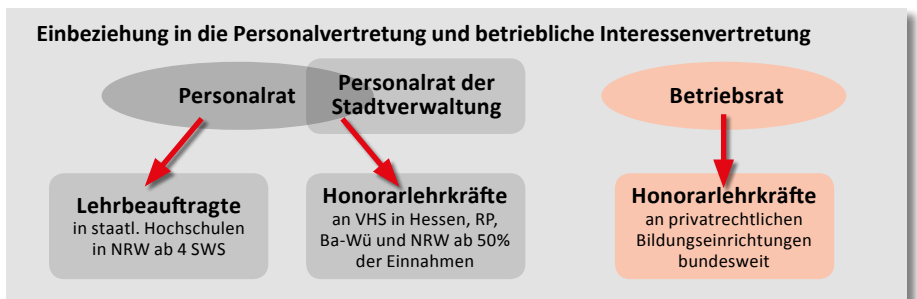 Einbeziehung in die Personalvertretung und betriebliche Interessenvertretung
Personalrat
Personalrat der
Stadtverwaltung
Betriebsrat
Lehrbeauftragte
in staatl. Hochschulen
in NRW ab 4 SWS
Honorarlehrkräfte
an VHS in Hessen, RP,
Ba-Wü und NRW ab 50%
der Einnahmen
Honorarlehrkräfte
an privatrechtlichen
Bildungseinrichtungen
bundesweit